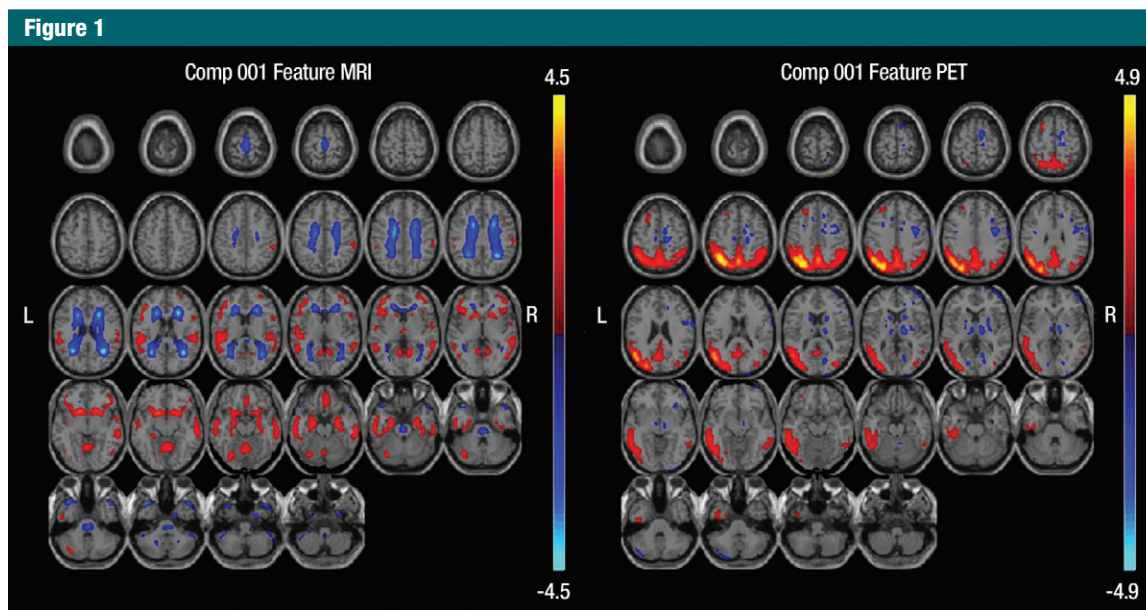 Figure 1
Comp 001 Feature MRI
4.5
Comp 001 Feature PET
4.9
L
R
L
R
-4.5
-4.9